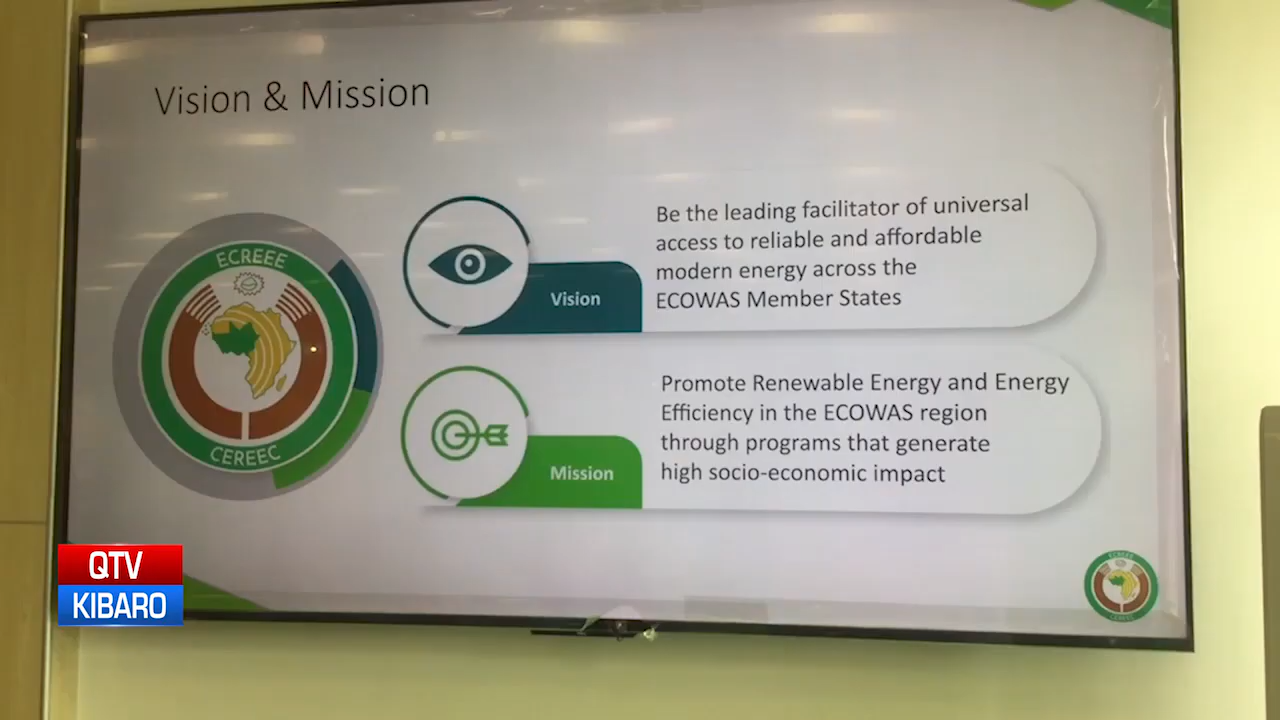 Vision & Mission
ECREEE
CEREEC
Vision
Be the leading facilitator of universal
access to reliable and affordable
modern energy across the
ECOWAS Member States
Mission
Promote Renewable Energy and Energy
Efficiency in the ECOWAS region
through programs that generate
high socio-economic impact
QTV
KIBARO
ECREEE
CEREEC